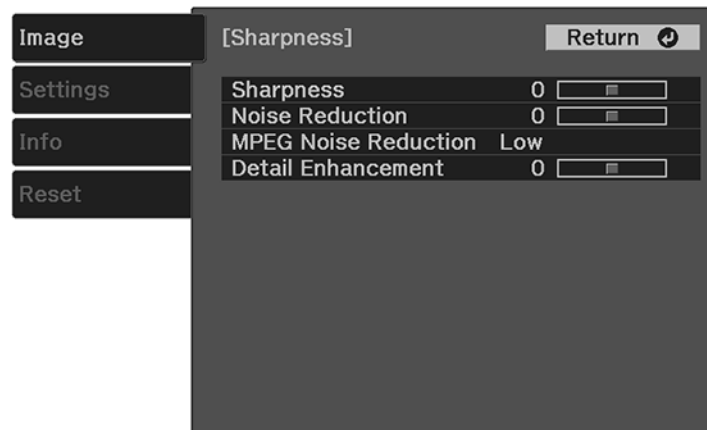 Image
Settings
Info
Reset
[Sharpness]
Return
Sharpness 0
Noise Reduction 0
MPEG Noise Reduction Low
Detail Enhancement 0